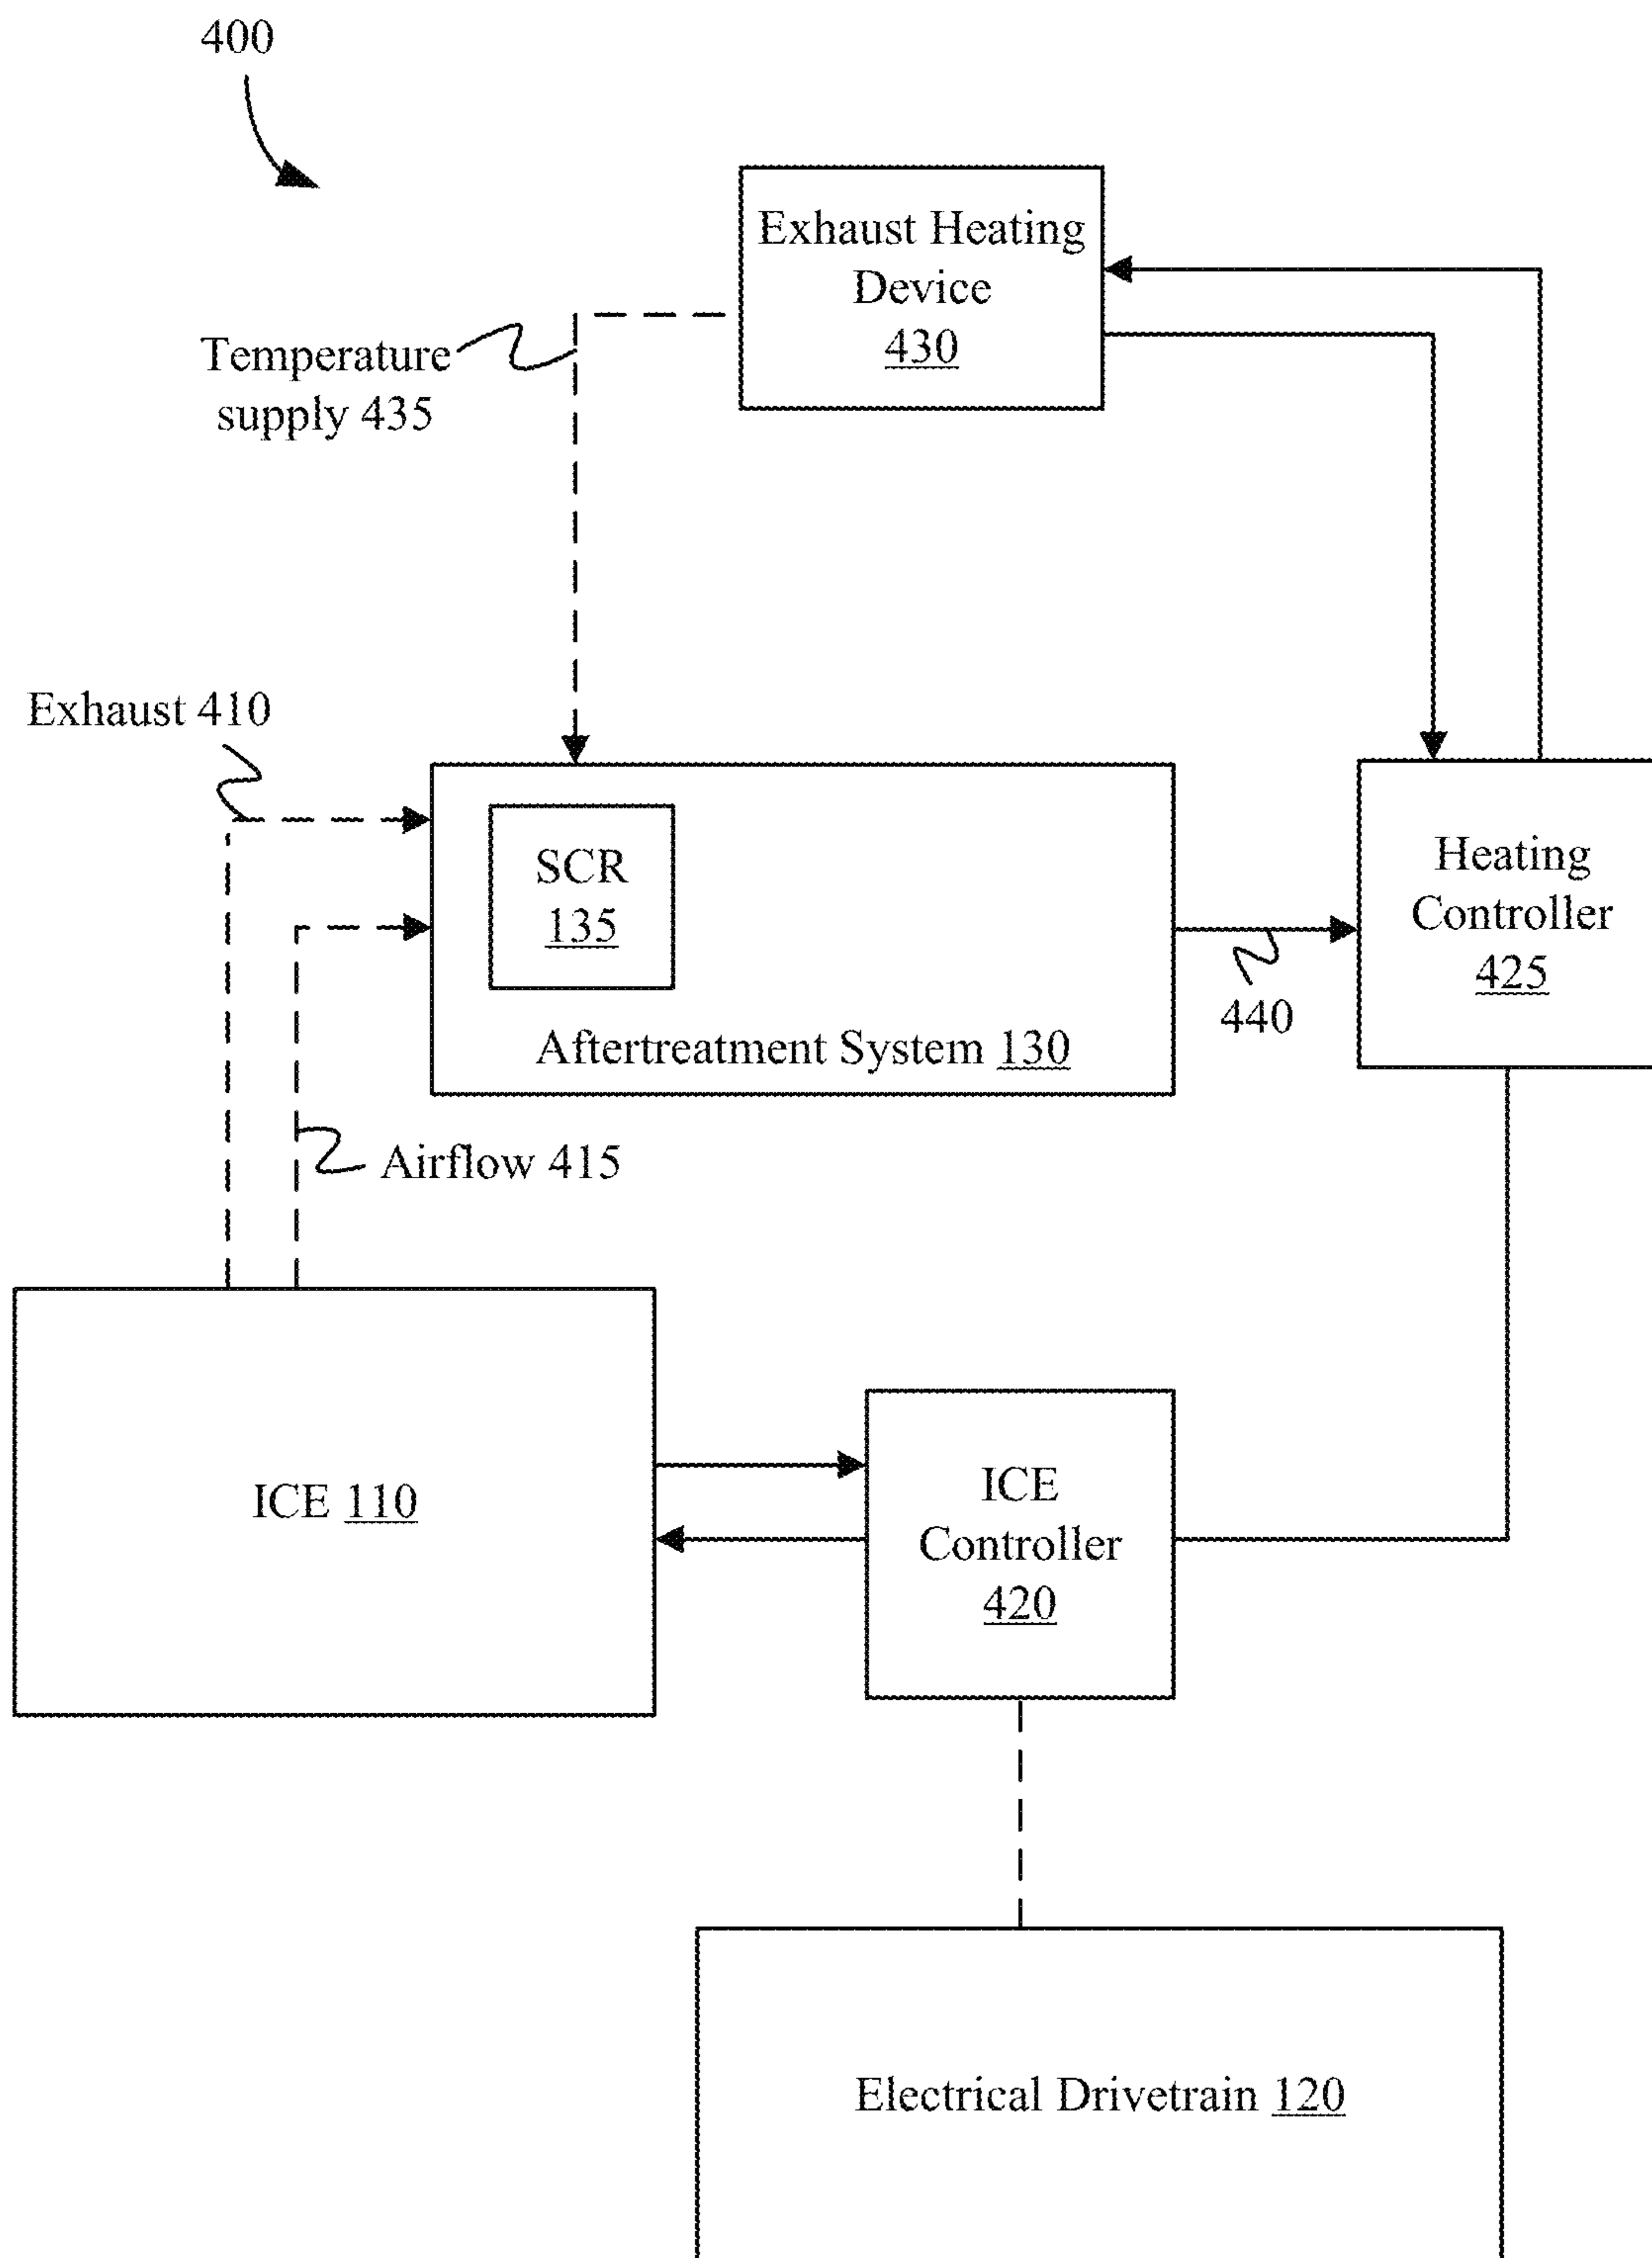 400
Exhaust Heating
Device
430
Temperature
supply 435
Exhaust 410
SCR
135
Aftertreatment System 130
440
Heating
Controller
425
Airflow 415
ICE 110
ICE
Controller
420
Electrical Drivetrain 120